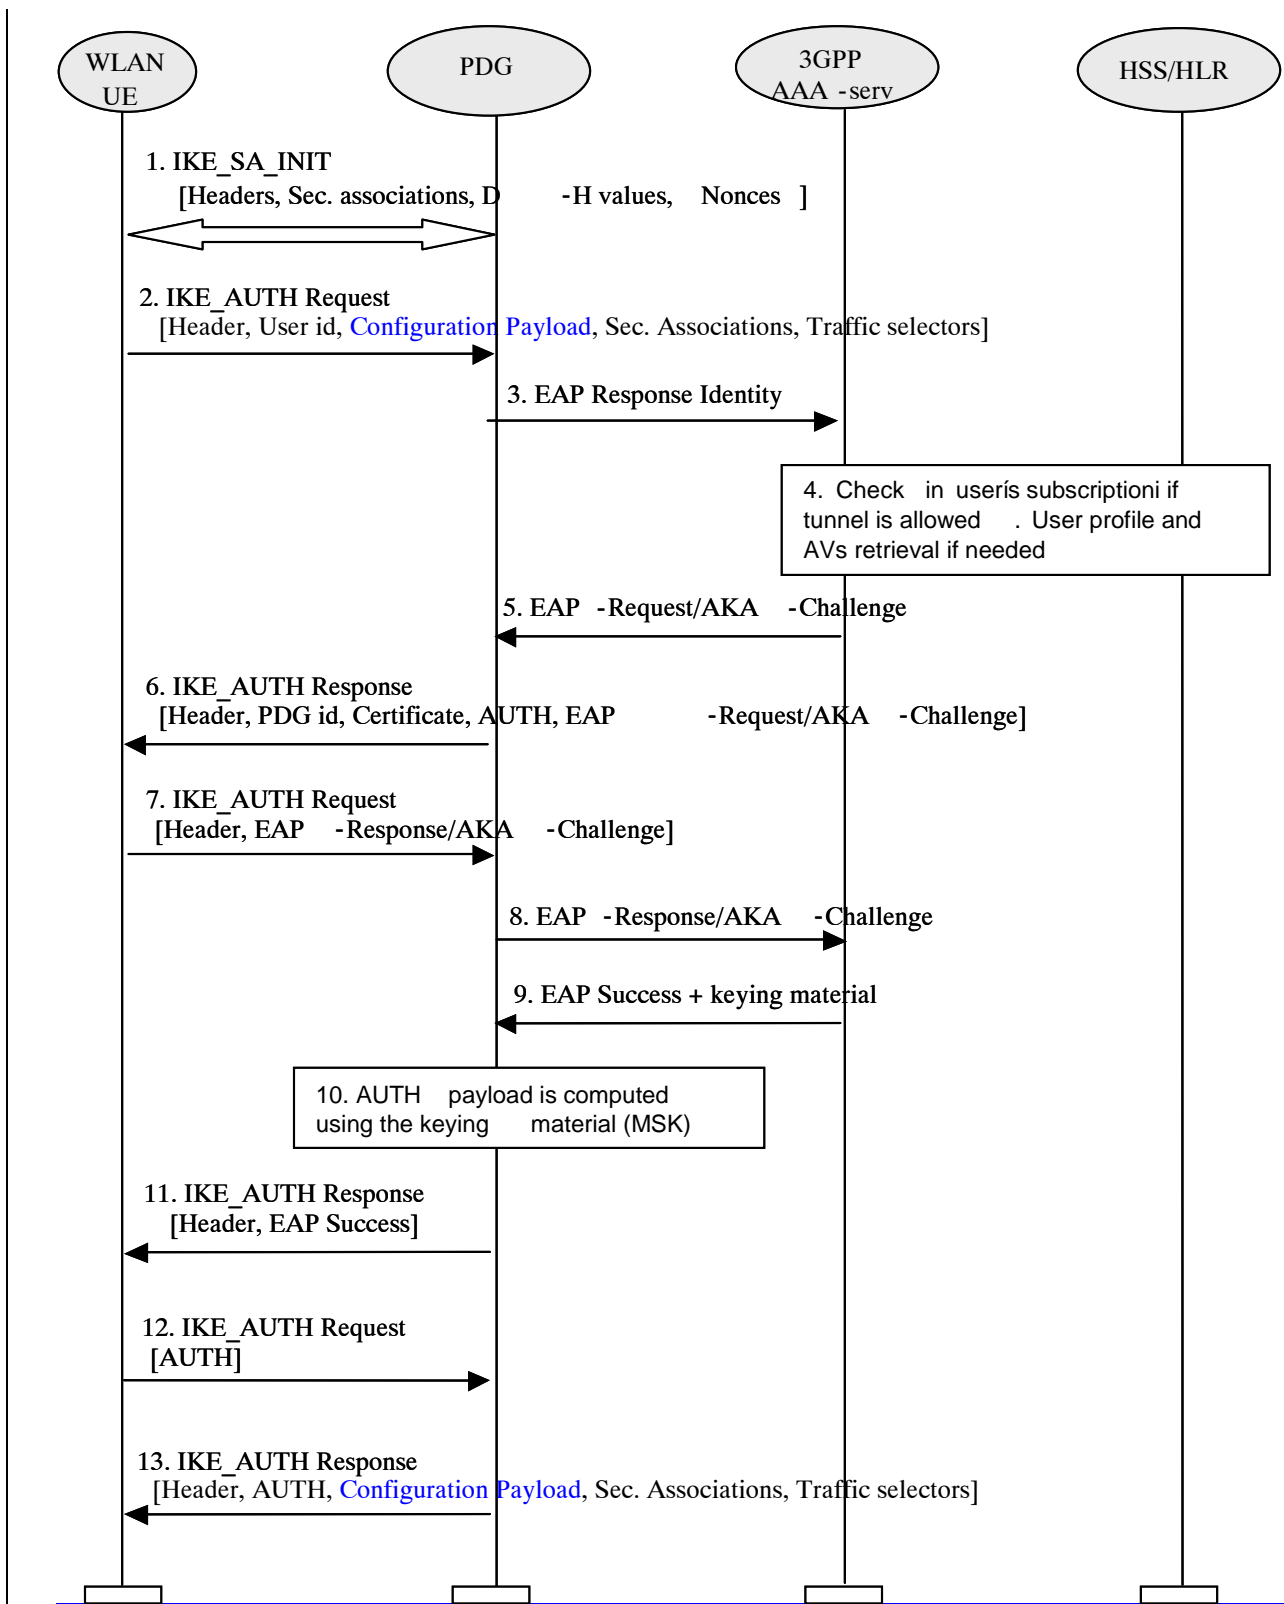 WLAN
UE
PDG
3GPP
AAA -serv
HSS/HLR
1. IKE_SA_INIT
[Headers, Sec. associations, D -H values, Nonces ]
2. IKE_AUTH Request
[Header, User id, Configuration Payload, Sec. Associations, Traffic selectors]
3. EAP Response Identity
4. Check in userís subscriptioni if
tunnel is allowed . User profile and
AVs retrieval if needed
5. EAP -Request/AKA -Challenge
6. IKE_AUTH Response
[Header, PDG id, Certificate, AUTH, EAP -Request/AKA -Challenge]
7. IKE_AUTH Request
[Header, EAP -Response/AKA -Challenge]
8. EAP -Response/AKA -Challenge
9. EAP Success + keying material
10. AUTH payload is computed
using the keying material (MSK)
11. IKE_AUTH Response
[Header, EAP Success]
12. IKE_AUTH Request
[AUTH]
13. IKE_AUTH Response
[Header, AUTH, Configuration Payload, Sec. Associations, Traffic selectors]